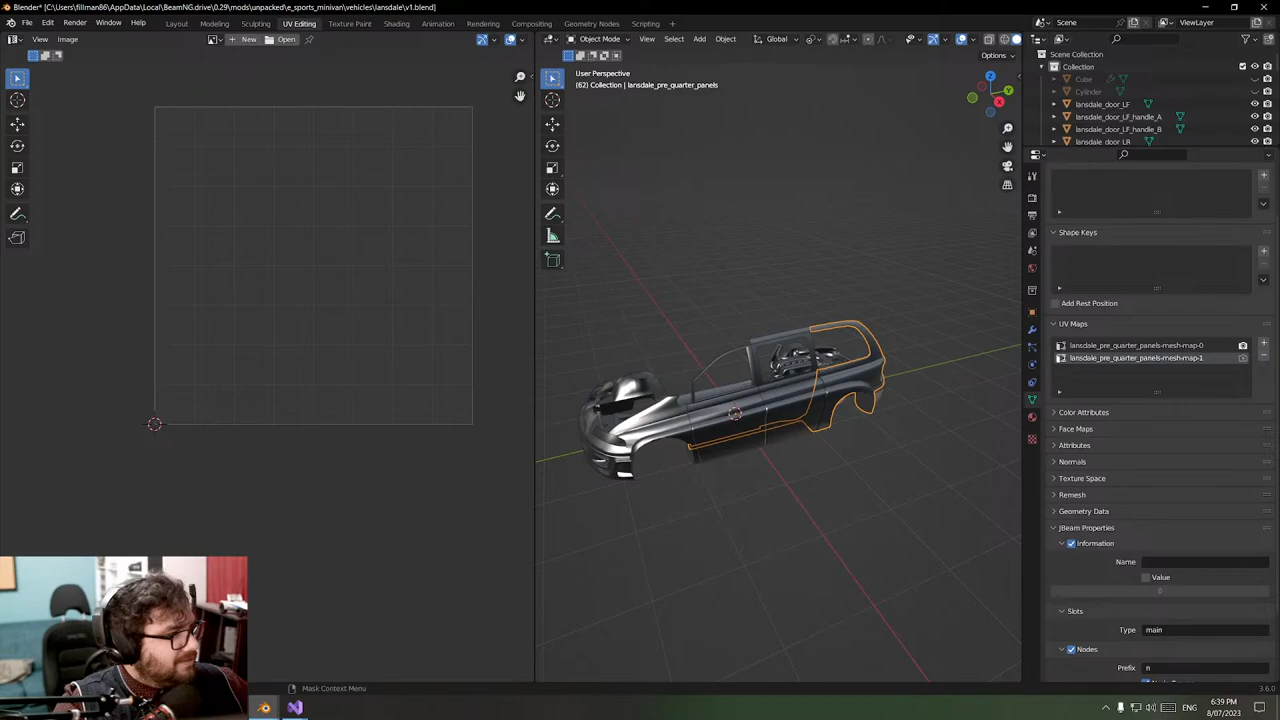 Blender* [C:\Users\fillman86\AppData\Local\BeamNG.drive\0.29\mods\unpacked\e_sports_minivan\vehicles\lansdale\v1.blend]
File Edit Render Window Help Layout Modeling Sculpting UV Editing Texture Paint Shading Animation Rendering Compositing Geometry Nodes Scripting + Scene ViewLayer
View Image New Open Object Mode View Select Add Object Global
Options
User Perspective
(62) Collection | lansdale_pre_quarter_panels
Z
Y
X
Scene Collection
Collection
Cube
Cylinder
lansdale_door_LF
lansdale_door_LF_handle_A
lansdale_door_LF_handle_B
lansdale_door_LR
Shape Keys
Add Rest Position
UV Maps
lansdale_pre_quarter_panels-mesh-map-0
lansdale_pre_quarter_panels-mesh-map-1
Color Attributes
Face Maps
Attributes
Normals
Texture Space
Remesh
Geometry Data
JBeam Properties
Information
Name
Value
0
Slots
Type main
Nodes
Prefix n
Mask Context Menu
3.6.0
ENG
6:39 PM
8/07/2023